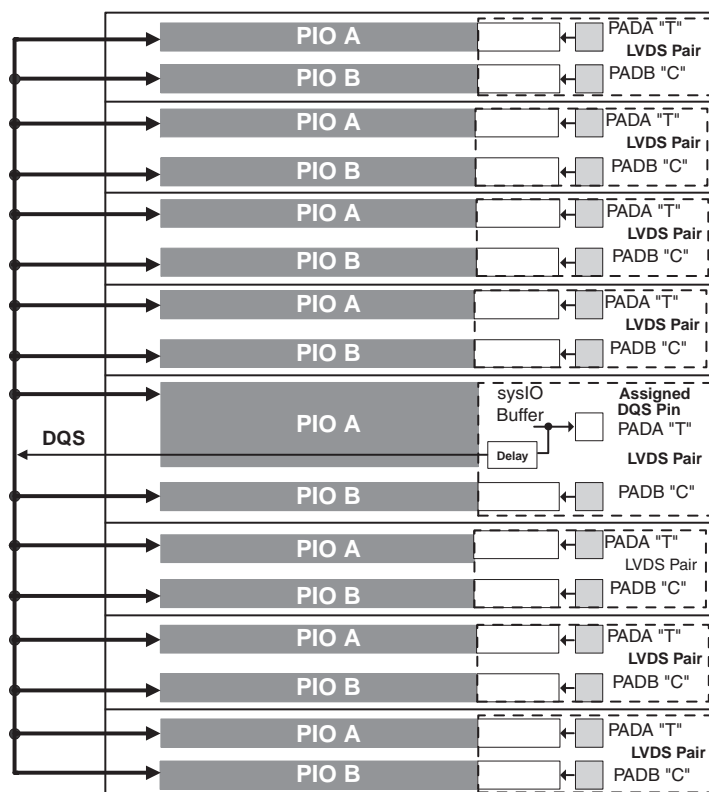 PIO A
PADA "T"
LVDS Pair
PIO B
PADB "C"
PIO A
PADA "T"
LVDS Pair
PIO B
PADB "C"
PIO A
PADA "T"
LVDS Pair
PIO B
PADB "C"
PIO A
PADA "T"
LVDS Pair
PIO B
PADB "C"
PIO A
sysIO
Buffer
Assigned
DQS Pin
PADA "T"
DQS
Delay
LVDS Pair
PIO B
PADB "C"
PIO A
PADA "T"
LVDS Pair
PIO B
PADB "C"
PIO A
PADA "T"
LVDS Pair
PIO B
PADB "C"
PIO A
PADA "T"
LVDS Pair
PIO B
PADB "C"